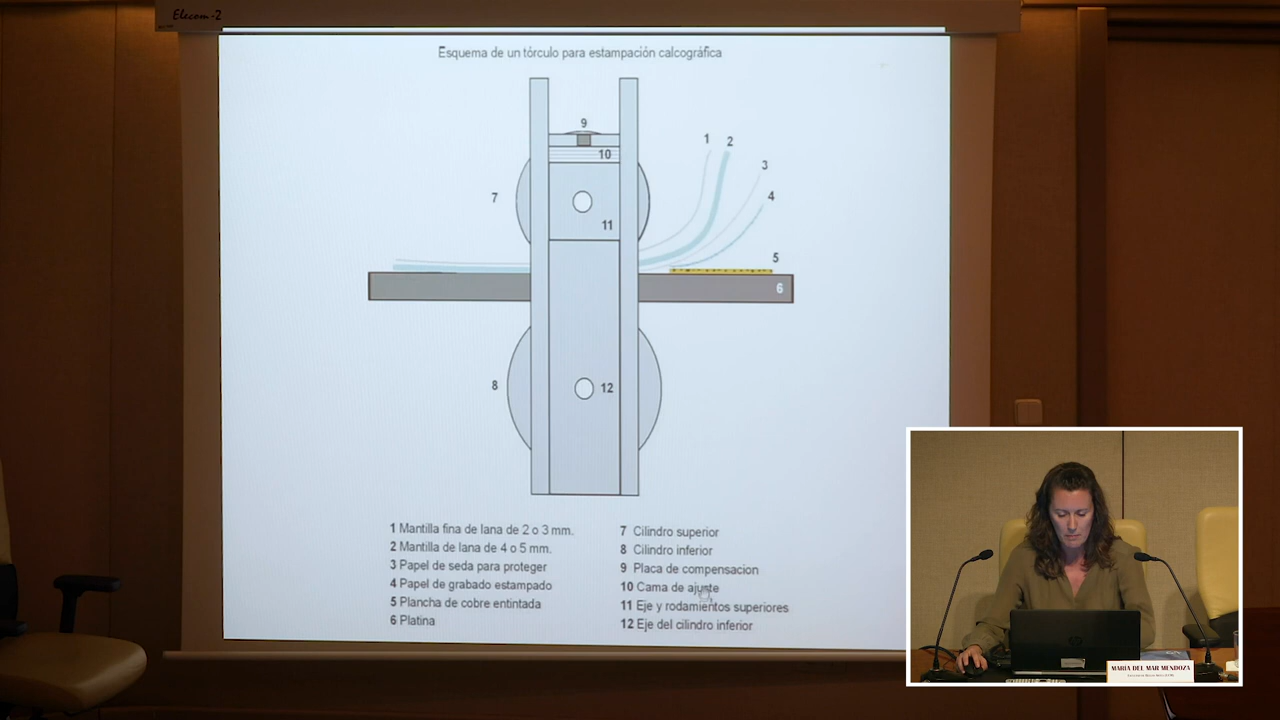 Elecom-2
Esquema de un tórculo para estampación calcográfica
9
10
7
11
1
2
3
4
5
6
8
12
1 Mantilla fina de lana de 2 o 3 mm.
2 Mantilla de lana de 4 o 5 mm.
3 Papel de seda para proteger
4 Papel de grabado estampado
5 Plancha de cobre entintada
6 Platina
7 Cilindro superior
8 Cilindro inferior
9 Placa de compensacion
10 Cama de ajuste
11 Eje y rodamientos superiores
12 Eje del cilindro inferior
hp
MARÍA DEL MAR MENDOZA